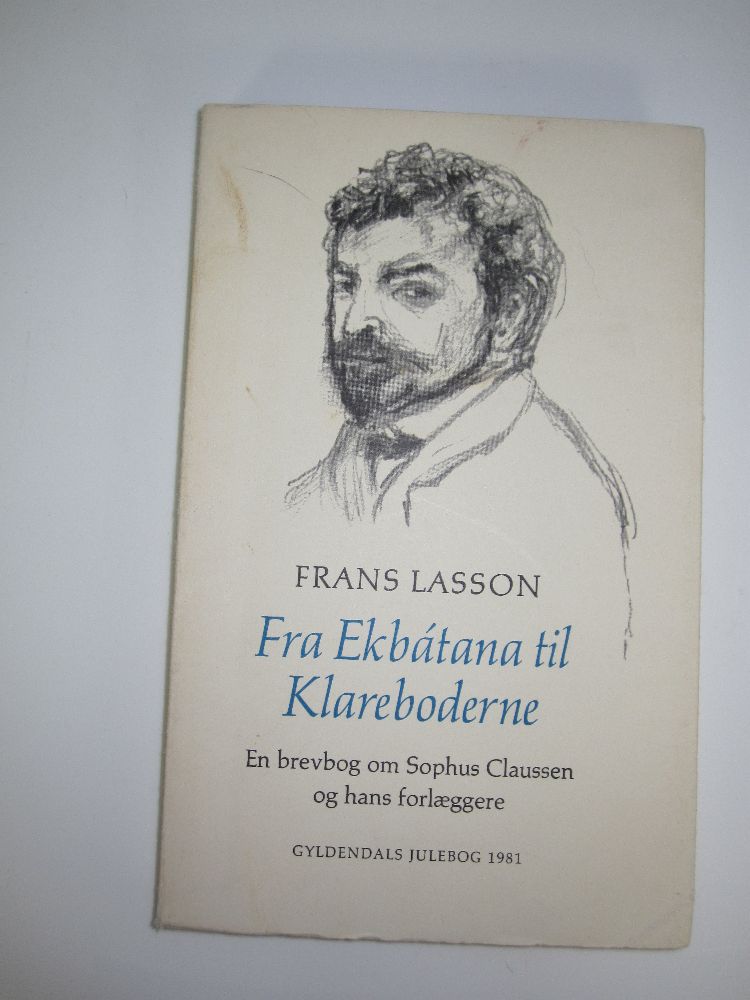 FRANS LASSON
Fra Ekbátana til
Klareboderne
En brevbog om Sophus Claussen
og hans forlæggere
GYLDENDALS JULEBOG 1981